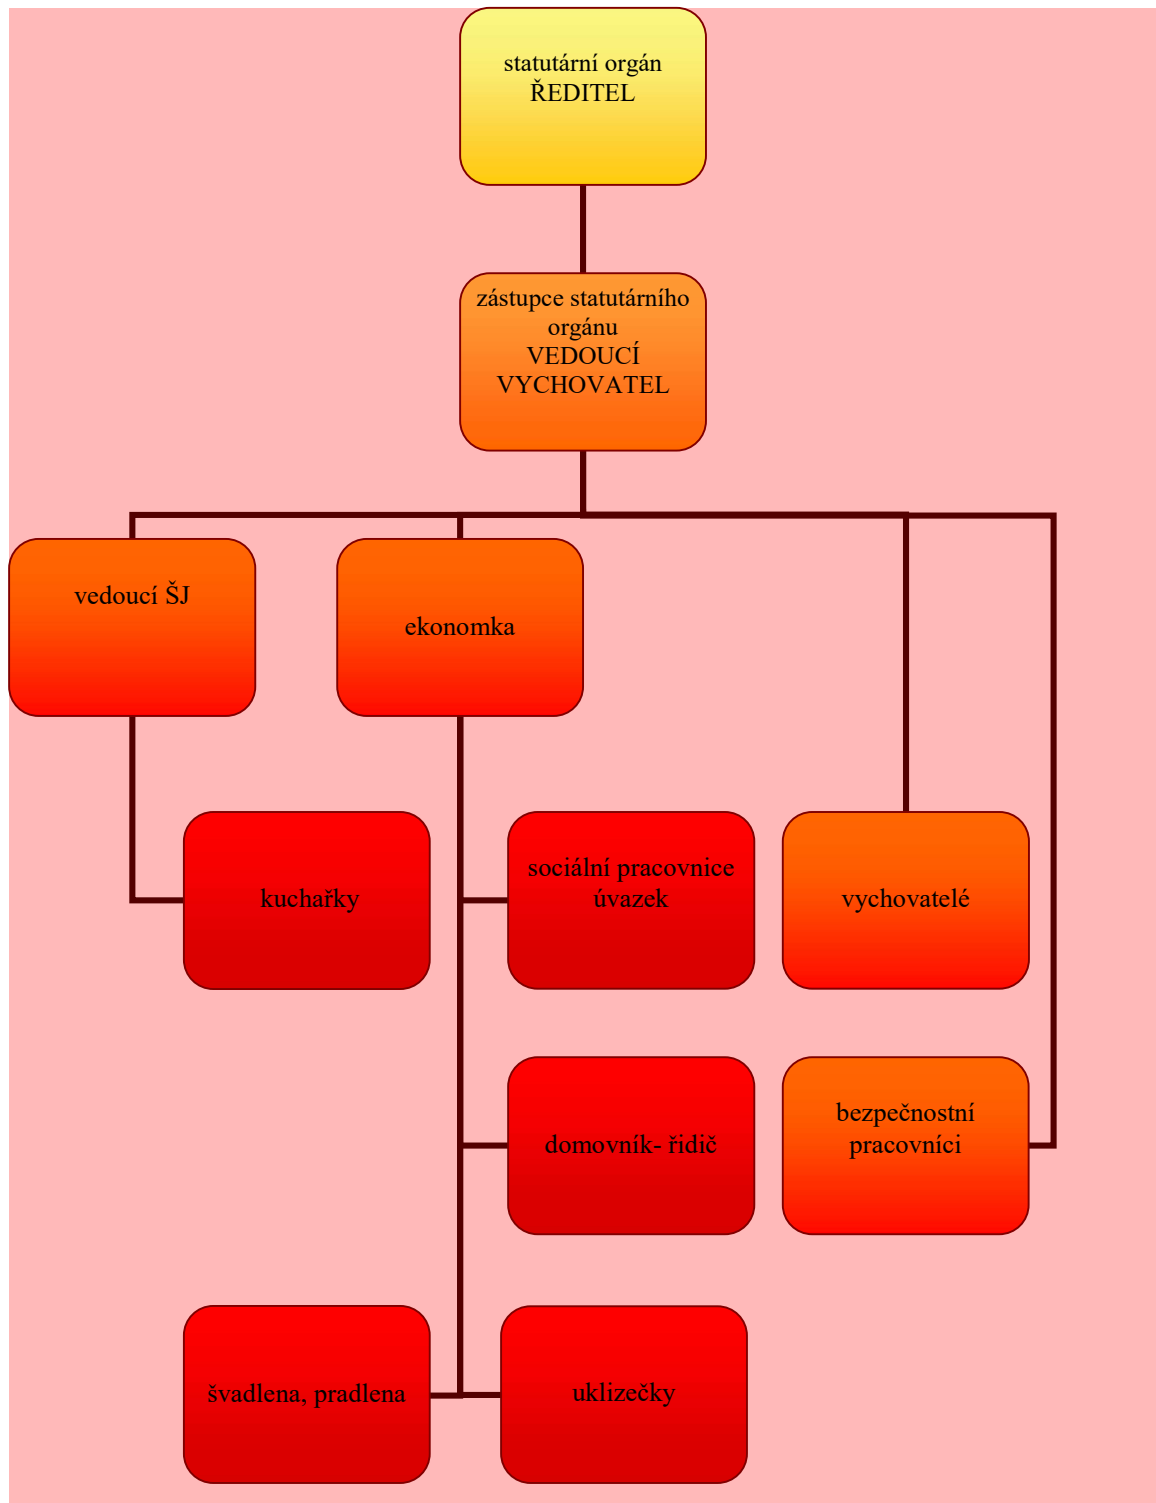 statutární orgán
ŘEDITEL
zástupce statutárního
orgánu
VEDOUCÍ
VYCHOVATEL
vedoucí ŠJ
ekonomka
kuchařky
sociální pracovnice
úvazek
vychovatelé
domovník- řidič
bezpečnostní
pracovníci
švadlena, pradlena
uklizečky